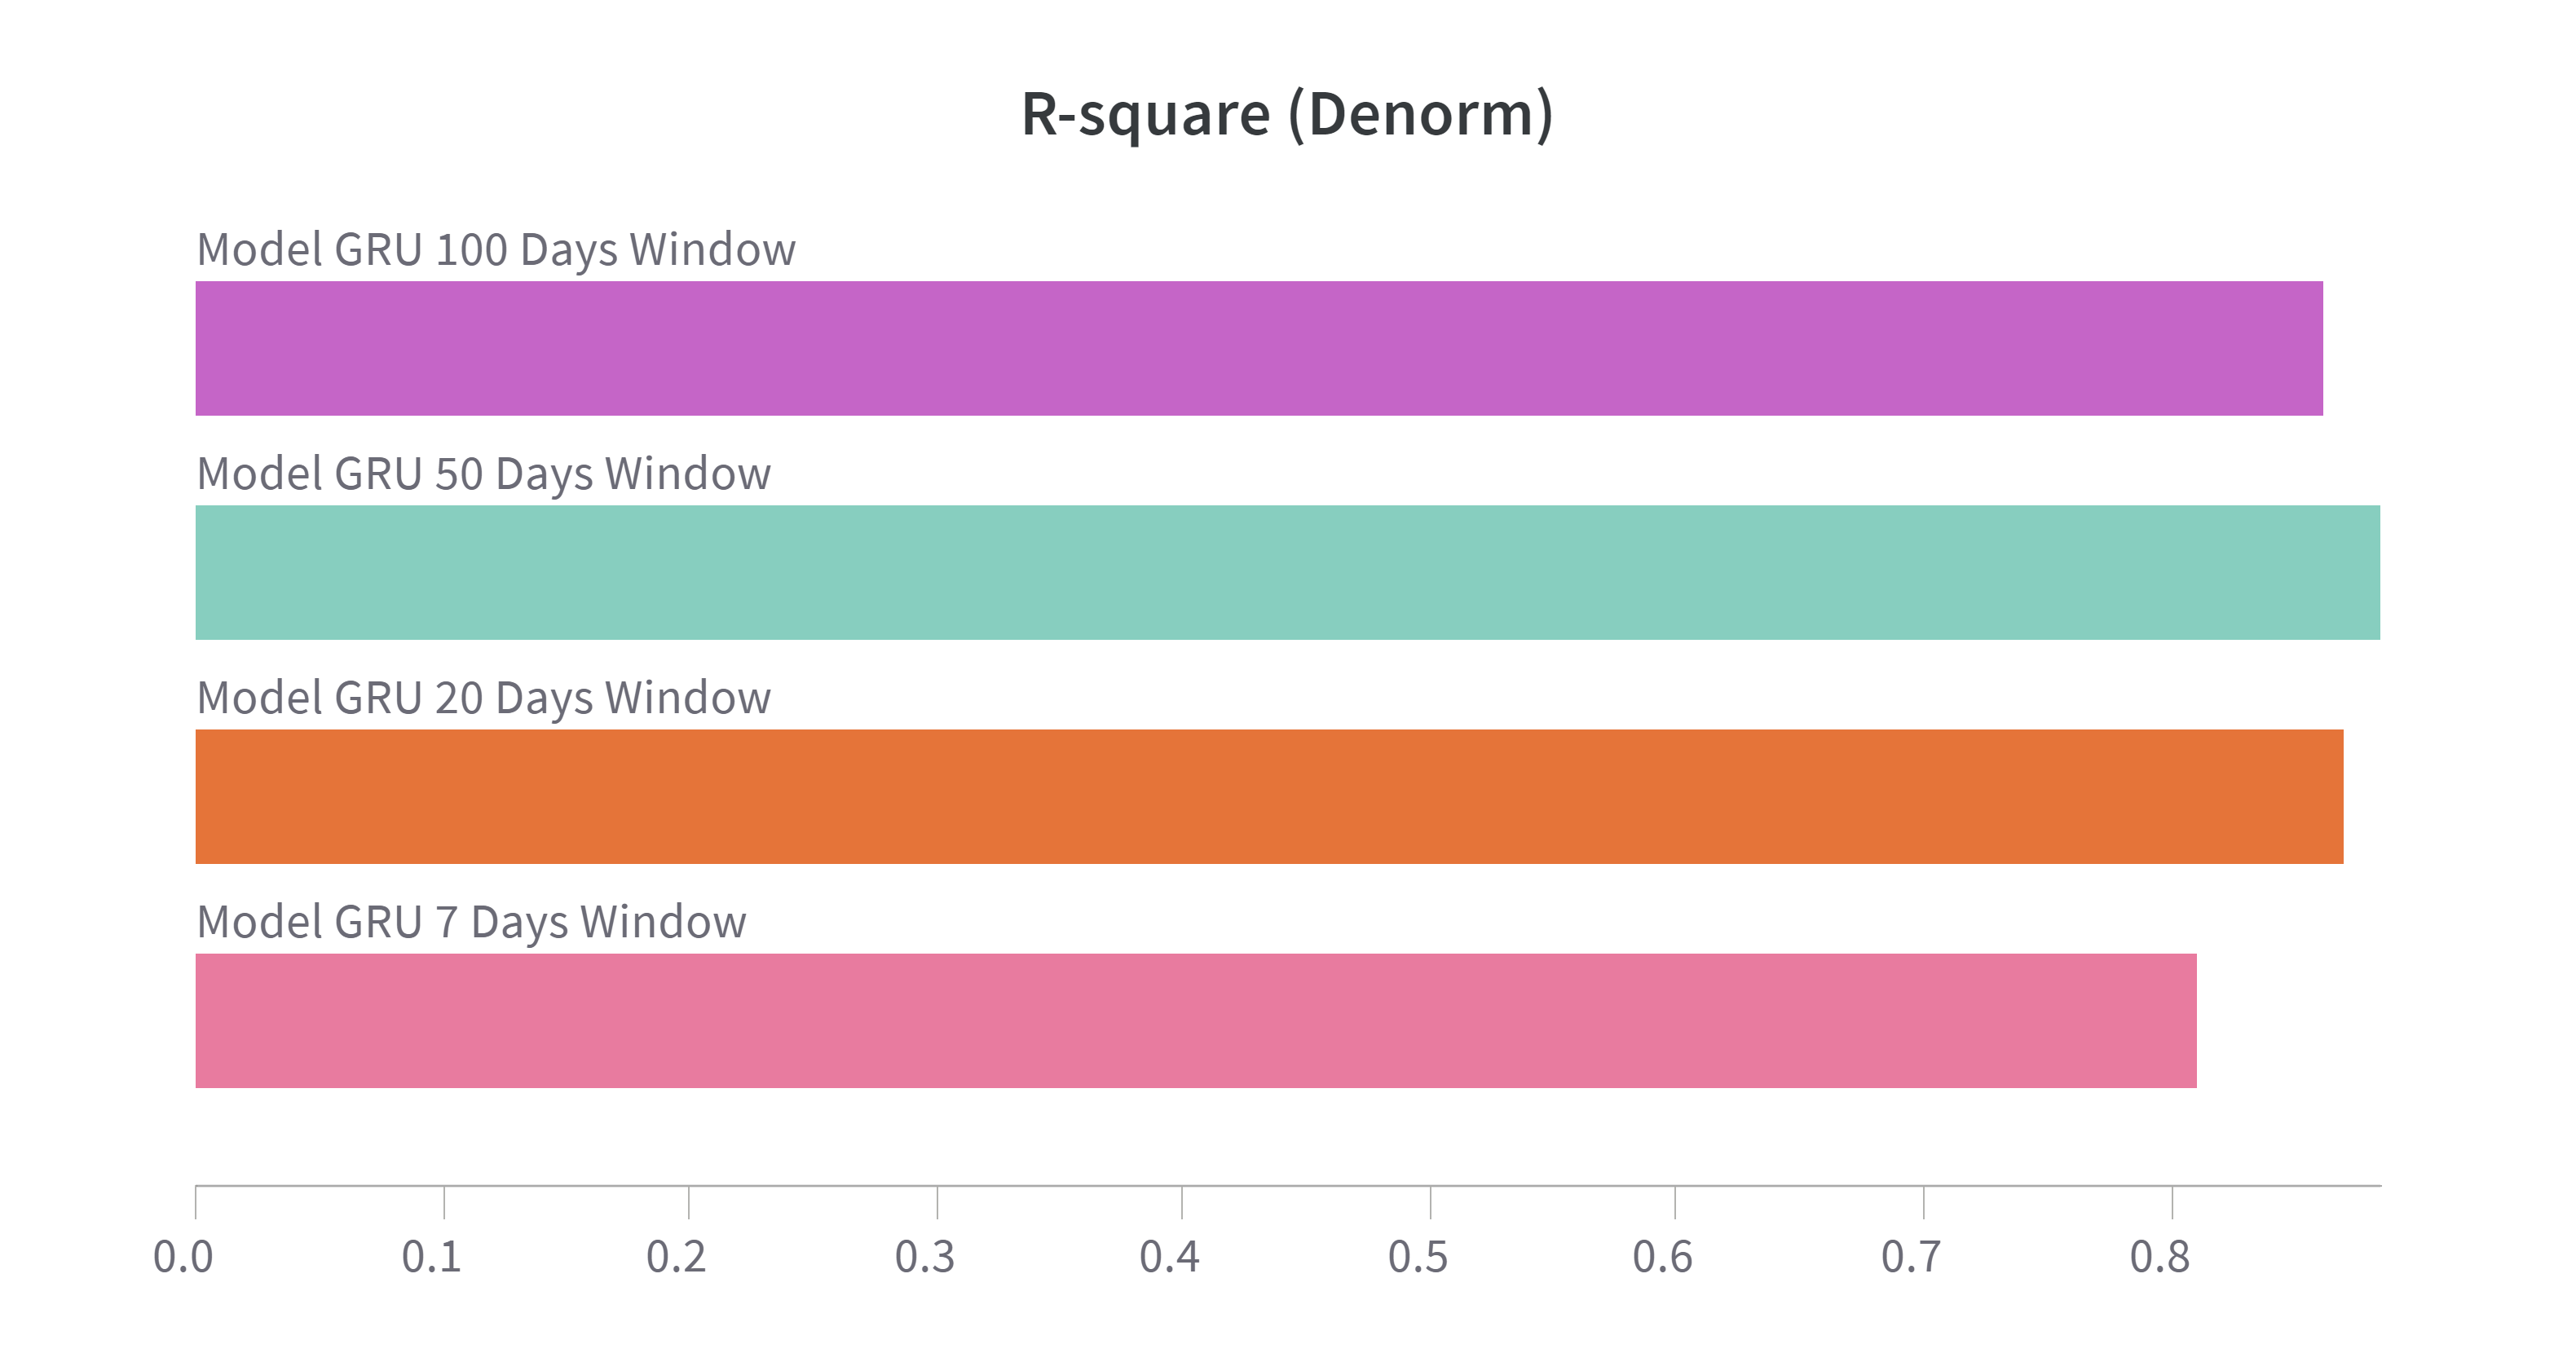 R-square (Denorm)
Model GRU 100 Days Window
Model GRU 50 Days Window
Model GRU 20 Days Window
Model GRU 7 Days Window
0.0 0.1 0.2 0.3 0.4 0.5 0.6 0.7 0.8